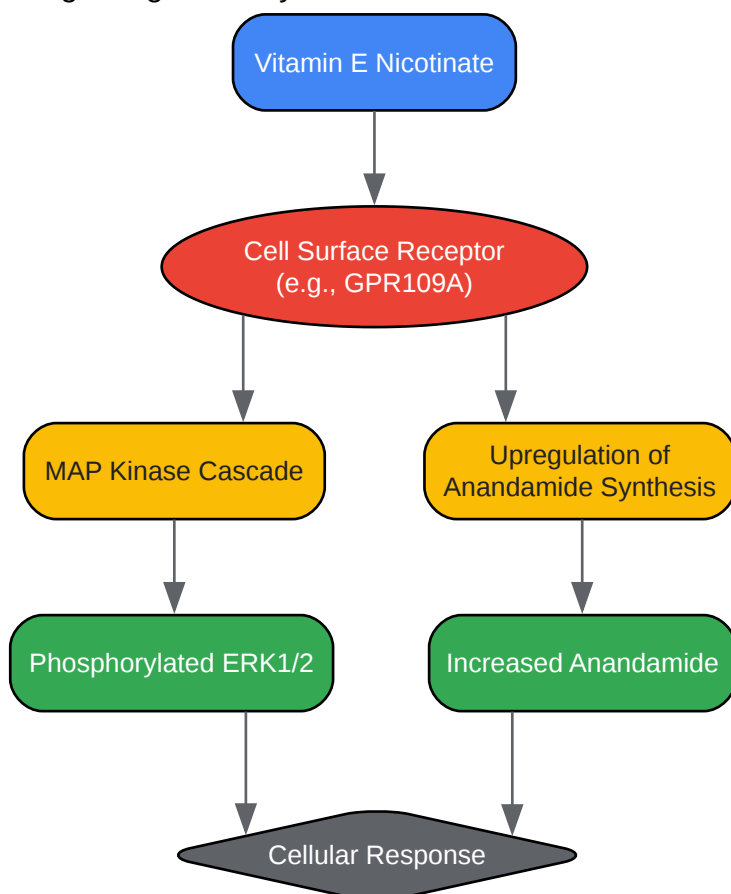 Vitamin E Nicotinate
Cell Surface Receptor
(e.g., GPR109A)
MAP Kinase Cascade
Upregulation of
Anandamide Synthesis
Phosphorylated ERK1/2
Increased Anandamide
Cellular Response